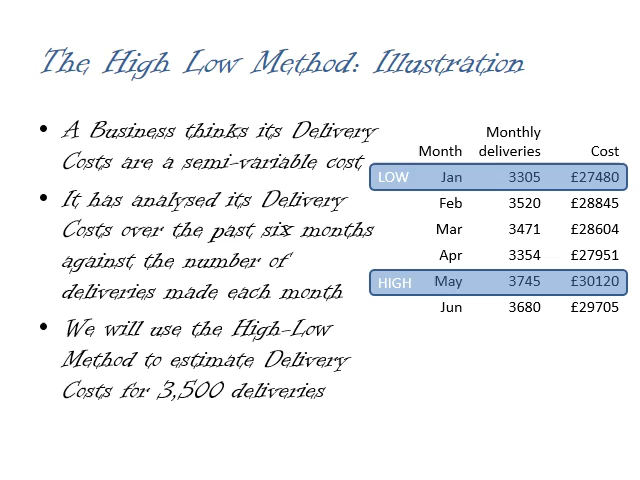 The High Low Method: Illustration
• A Business thinks its Delivery
Costs are a semi-variable cost
• It has analysed its Delivery
Costs over the past six months
against the number of
deliveries made each month
• We will use the High-Low
Method to estimate Delivery
Costs for 3,500 deliveries
Monthly
Month deliveries Cost
LOW Jan 3305 £27480
Feb 3520 £28845
Mar 3471 £28604
Apr 3354 £27951
HIGH May 3745 £30120
Jun 3680 £29705